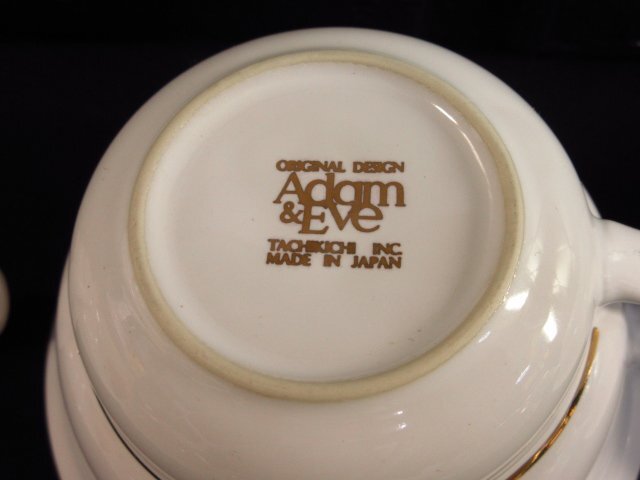 ORIGINAL DESIGN
Adam
&Eve
TACHIKICHI INC
MADE IN JAPAN